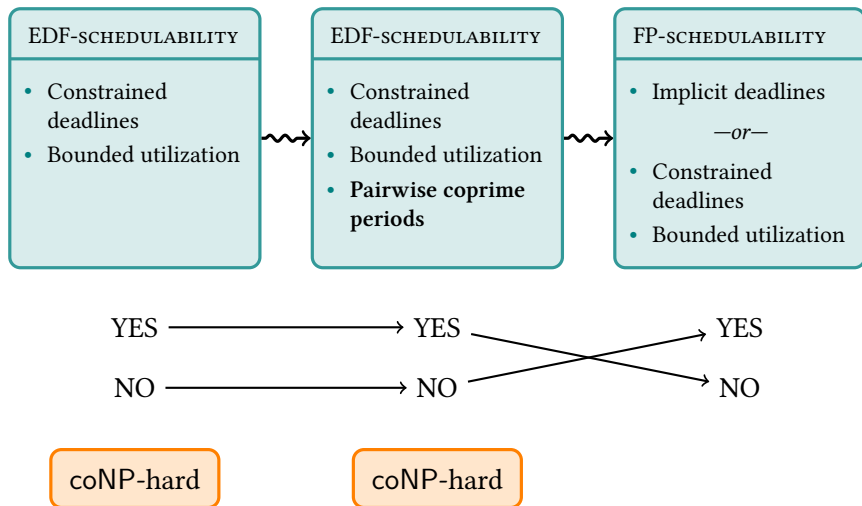 EDF-SCHEDULABILITY
• Constrained
deadlines
• Bounded utilization
EDF-SCHEDULABILITY
• Constrained
deadlines
• Bounded utilization
• Pairwise coprime
periods
FP-SCHEDULABILITY
• Implicit deadlines
—or—
• Constrained
deadlines
• Bounded utilization
YES YES YES
NO NO NO
coNP-hard coNP-hard